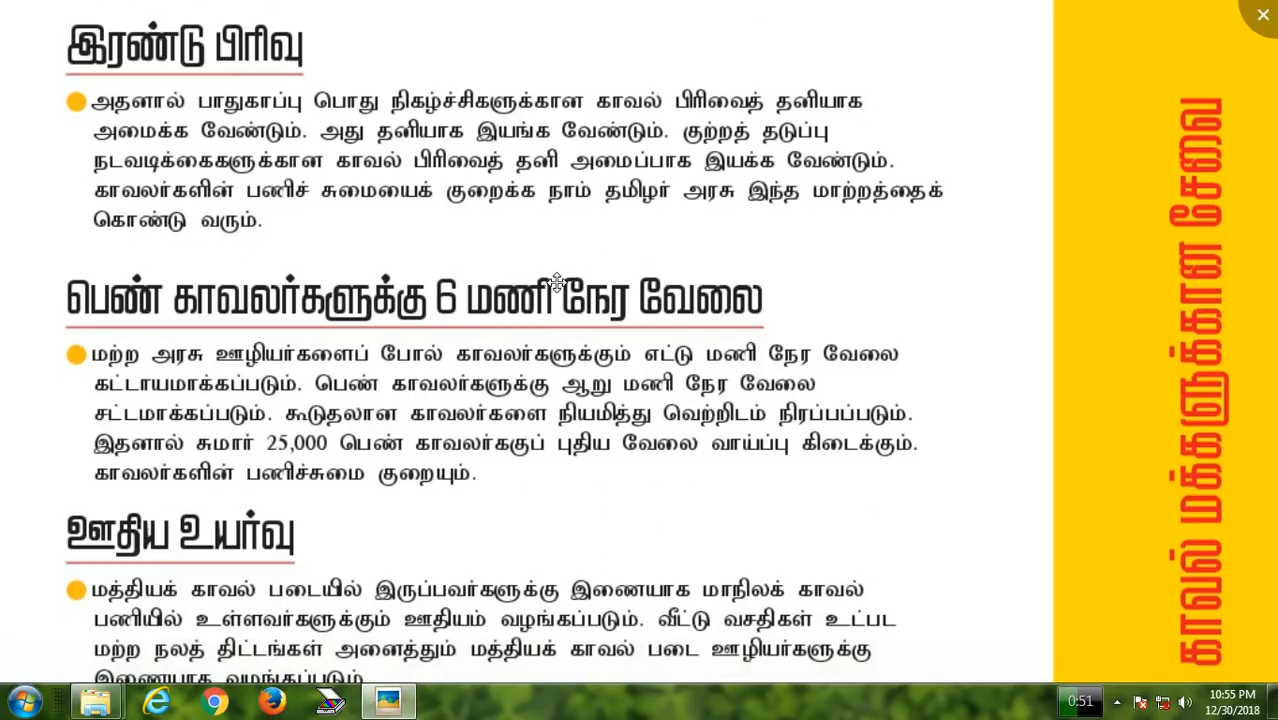 இரண்டு பிரிவு
அதனால் பாதுகாப்பு பொது நிகழ்ச்சிகளுக்கான காவல் பிரிவைத் தனியாக
அமைக்க வேண்டும். அது தனியாக இயங்க வேண்டும். குற்றத் தடுப்பு
நடவடிக்கைகளுக்கான காவல் பிரிவைத் தனி அமைப்பாக இயக்க வேண்டும்.
காவலர்களின் பணிச் சுமையைக் குறைக்க நாம் தமிழர் அரசு இந்த மாற்றத்தைக்
கொண்டு வரும்.
பெண் காவலர்களுக்கு 6 மணிநேர வேலை
மற்ற அரசு ஊழியர்களைப் போல் காவலர்களுக்கும் எட்டு மணி நேர வேலை
கட்டாயமாக்கப்படும். பெண் காவலர்களுக்கு ஆறு மணி நேர வேலை
சட்டமாக்கப்படும். கூடுதலான காவலர்களை நியமித்து வெற்றிடம் நிரப்பப்படும்.
இதனால் சுமார் 25,000 பெண் காவலர்ககுப் புதிய வேலை வாய்ப்பு கிடைக்கும்.
காவலர்களின் பணிச்சுமை குறையும்.
ஊதிய உயர்வு
மத்தியக் காவல் படையில் இருப்பவர்களுக்கு இணையாக மாநிலக் காவல்
பணியில் உள்ளவர்களுக்கும் ஊதியம் வழங்கப்படும். வீட்டு வசதிகள் உட்பட
மற்ற நலத் திட்டங்கள் அனைத்தும் மத்தியக் காவல் படை ஊழியர்களுக்கு
இணையாக வழங்கப்படும்
காவல் மக்களுக்கான சேவை
0:51
10:55 PM
12/30/2018